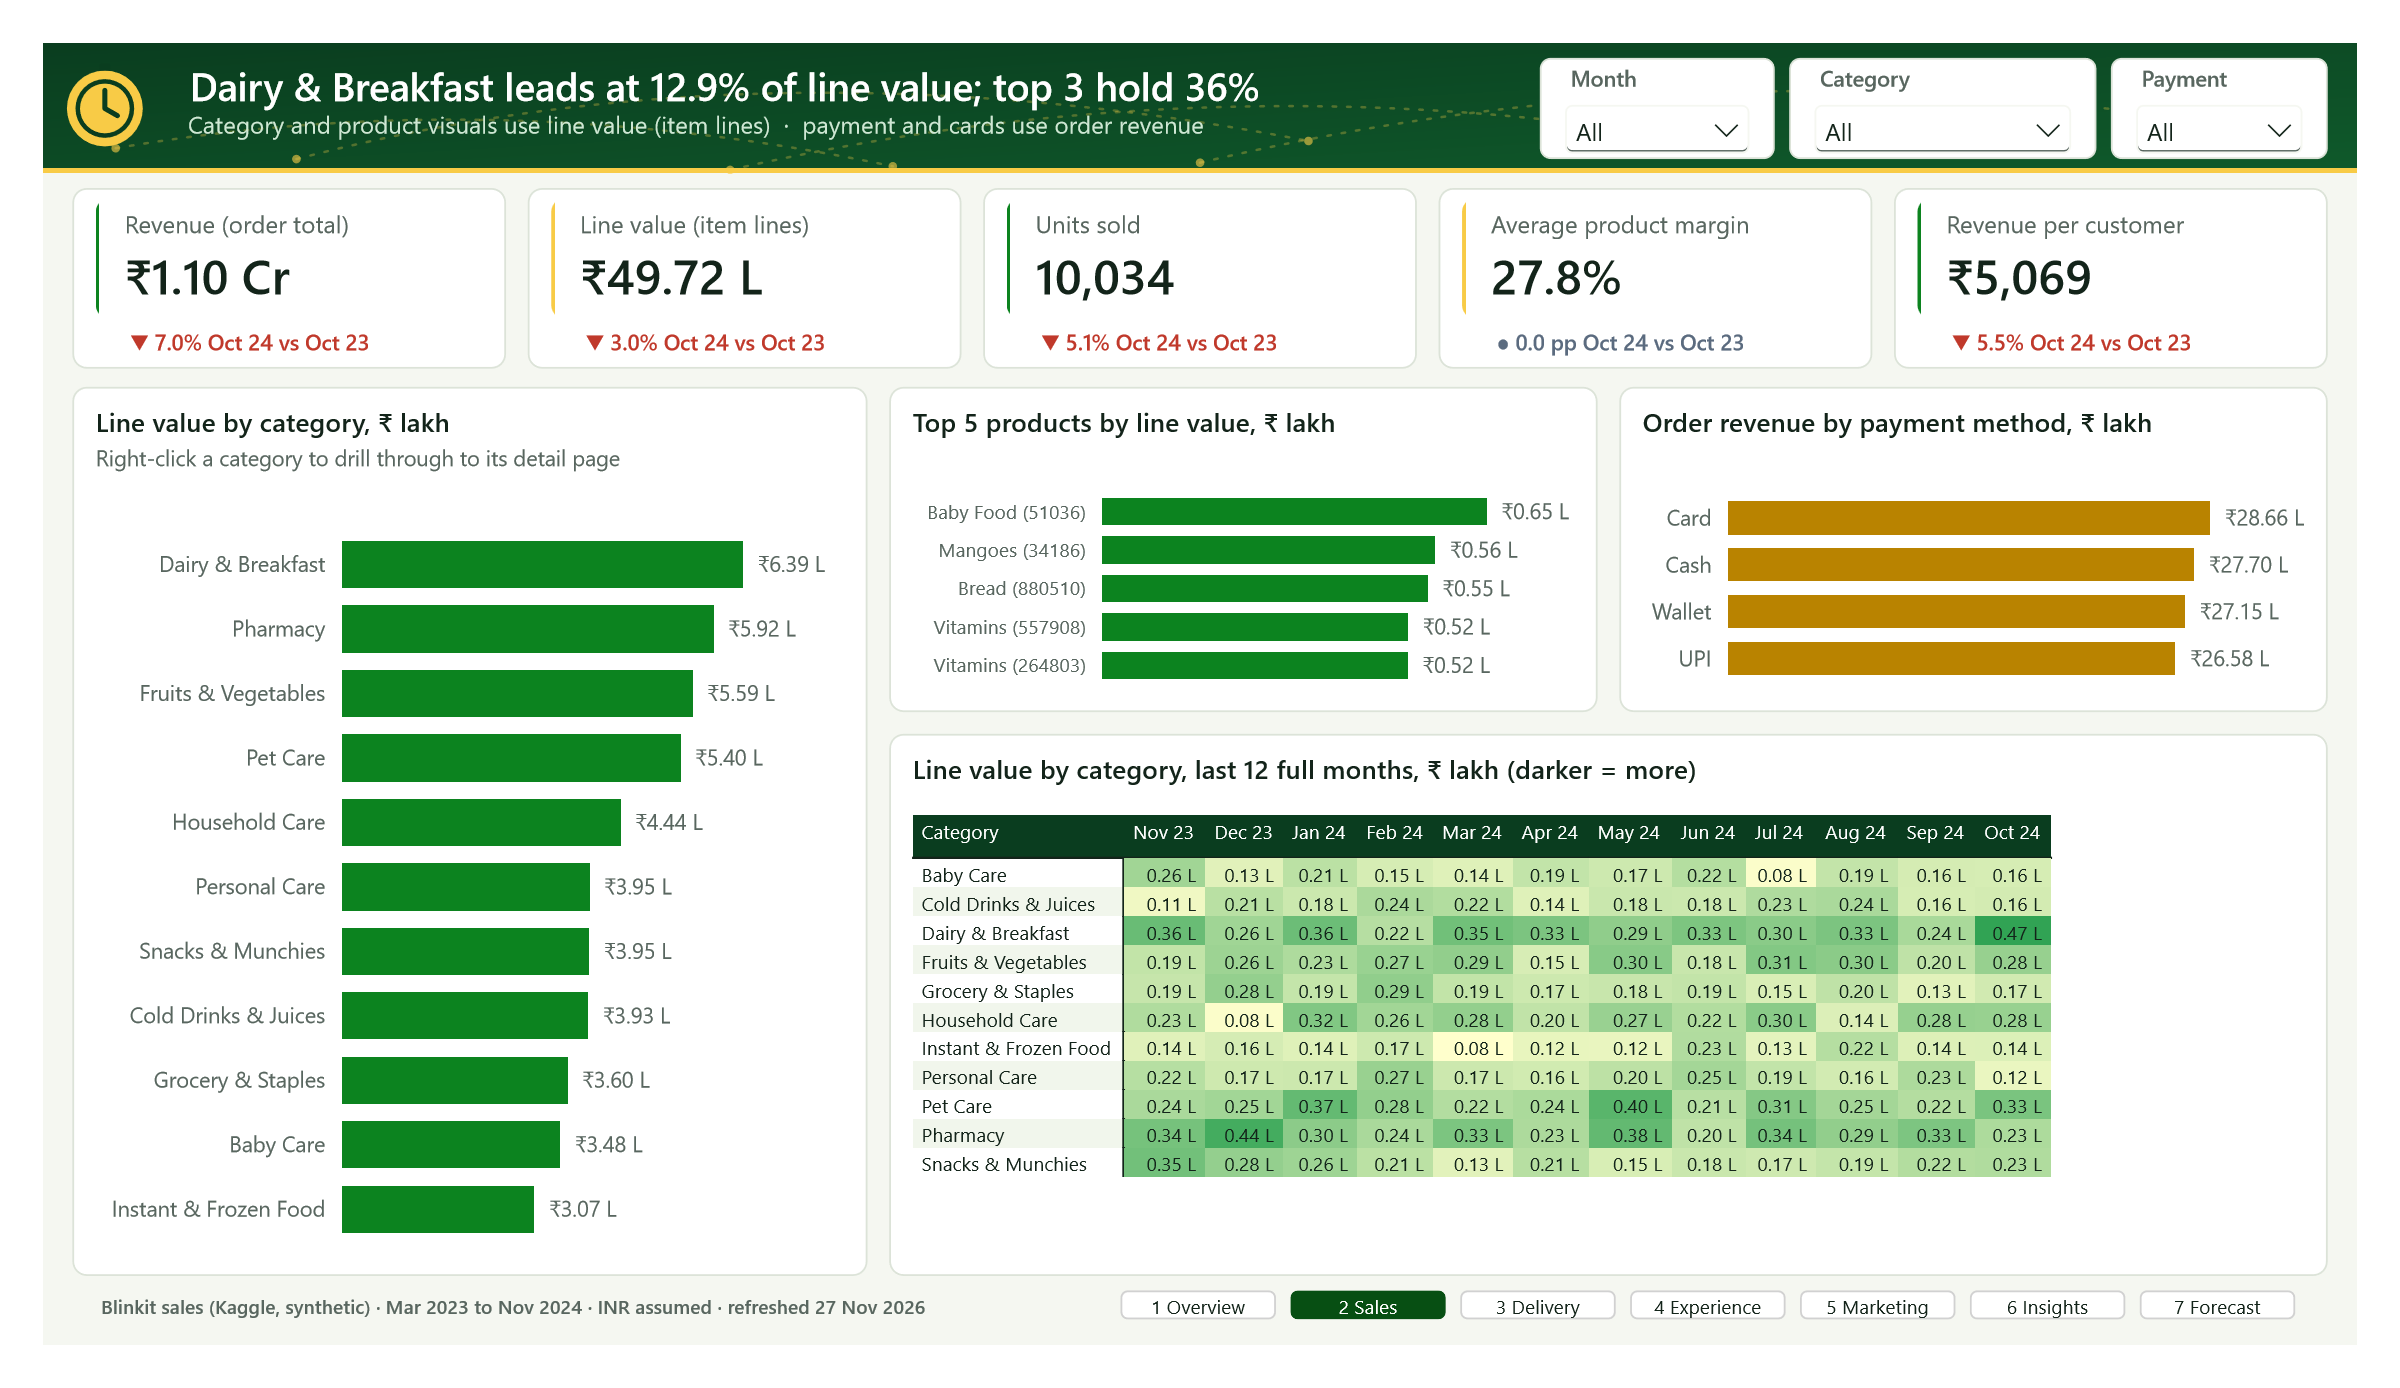 Dairy & Breakfast leads at 12.9% of line value; top 3 hold 36%
Category and product visuals use line value (item lines) · payment and cards use order revenue
Month
All
Category
All
Payment
All
Revenue (order total)
₹1.10 Cr
▼ 7.0% Oct 24 vs Oct 23
Line value (item lines)
₹49.72 L
▼ 3.0% Oct 24 vs Oct 23
Units sold
10,034
▼ 5.1% Oct 24 vs Oct 23
Average product margin
27.8%
● 0.0 pp Oct 24 vs Oct 23
Revenue per customer
₹5,069
▼ 5.5% Oct 24 vs Oct 23
Line value by category, ₹ lakh
Right-click a category to drill through to its detail page
Dairy & Breakfast ₹6.39 L
Pharmacy ₹5.92 L
Fruits & Vegetables ₹5.59 L
Pet Care ₹5.40 L
Household Care ₹4.44 L
Personal Care ₹3.95 L
Snacks & Munchies ₹3.95 L
Cold Drinks & Juices ₹3.93 L
Grocery & Staples ₹3.60 L
Baby Care ₹3.48 L
Instant & Frozen Food ₹3.07 L
Top 5 products by line value, ₹ lakh
Baby Food (51036) ₹0.65 L
Mangoes (34186) ₹0.56 L
Bread (880510) ₹0.55 L
Vitamins (557908) ₹0.52 L
Vitamins (264803) ₹0.52 L
Order revenue by payment method, ₹ lakh
Card ₹28.66 L
Cash ₹27.70 L
Wallet ₹27.15 L
UPI ₹26.58 L
Line value by category, last 12 full months, ₹ lakh (darker = more)
Category Nov 23 Dec 23 Jan 24 Feb 24 Mar 24 Apr 24 May 24 Jun 24 Jul 24 Aug 24 Sep 24 Oct 24
Baby Care 0.26 L 0.13 L 0.21 L 0.15 L 0.14 L 0.19 L 0.17 L 0.22 L 0.08 L 0.19 L 0.16 L 0.16 L
Cold Drinks & Juices 0.11 L 0.21 L 0.18 L 0.24 L 0.22 L 0.14 L 0.18 L 0.18 L 0.23 L 0.24 L 0.16 L 0.16 L
Dairy & Breakfast 0.36 L 0.26 L 0.36 L 0.22 L 0.35 L 0.33 L 0.29 L 0.33 L 0.30 L 0.33 L 0.24 L 0.47 L
Fruits & Vegetables 0.19 L 0.26 L 0.23 L 0.27 L 0.29 L 0.15 L 0.30 L 0.18 L 0.31 L 0.30 L 0.20 L 0.28 L
Grocery & Staples 0.19 L 0.28 L 0.19 L 0.29 L 0.19 L 0.17 L 0.18 L 0.19 L 0.15 L 0.20 L 0.13 L 0.17 L
Household Care 0.23 L 0.08 L 0.32 L 0.26 L 0.28 L 0.20 L 0.27 L 0.22 L 0.30 L 0.14 L 0.28 L 0.28 L
Instant & Frozen Food 0.14 L 0.16 L 0.14 L 0.17 L 0.08 L 0.12 L 0.12 L 0.23 L 0.13 L 0.22 L 0.14 L 0.14 L
Personal Care 0.22 L 0.17 L 0.17 L 0.27 L 0.17 L 0.16 L 0.20 L 0.25 L 0.19 L 0.16 L 0.23 L 0.12 L
Pet Care 0.24 L 0.25 L 0.37 L 0.28 L 0.22 L 0.24 L 0.40 L 0.21 L 0.31 L 0.25 L 0.22 L 0.33 L
Pharmacy 0.34 L 0.44 L 0.30 L 0.24 L 0.33 L 0.23 L 0.38 L 0.20 L 0.34 L 0.29 L 0.33 L 0.23 L
Snacks & Munchies 0.35 L 0.28 L 0.26 L 0.21 L 0.13 L 0.21 L 0.15 L 0.18 L 0.17 L 0.19 L 0.22 L 0.23 L
Blinkit sales (Kaggle, synthetic) · Mar 2023 to Nov 2024 · INR assumed · refreshed 27 Nov 2026
1 Overview
2 Sales
3 Delivery
4 Experience
5 Marketing
6 Insights
7 Forecast